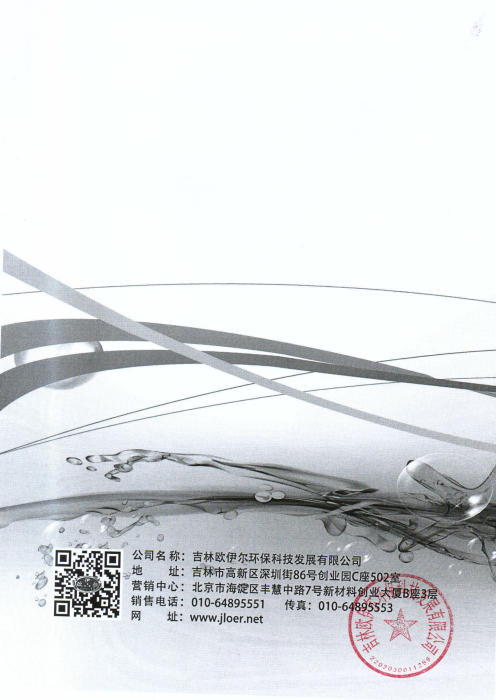 公司名称：吉林欧伊尔环保科技发展有限公司
地　　址：吉林市高新区深圳街86号创业园C座502室
营销中心：北京市海淀区丰慧中路7号新材料创业大厦B座3层
销售电话：010-64895551　传真：010-64895553
网　　址：www.jloer.net